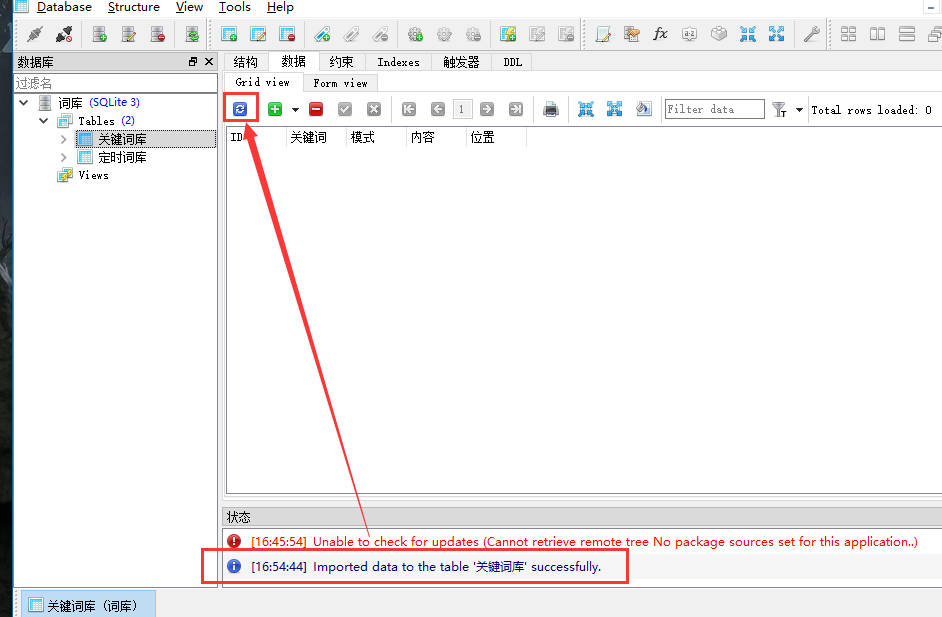 Database Structure View Tools Help
数据库
结构 数据 约束 Indexes 触发器 DDL
过滤名
Grid view Form view
词库 (SQLite 3)
Tables (2)
关键词库
定时词库
Views
1 Filter data Total rows loaded: 0
ID 关键词 模式 内容 位置
状态
[16:45:54] Unable to check for updates (Cannot retrieve remote tree No package sources set for this application..)
[16:54:44] Imported data to the table '关键词库' successfully.
关键词库 (词库)